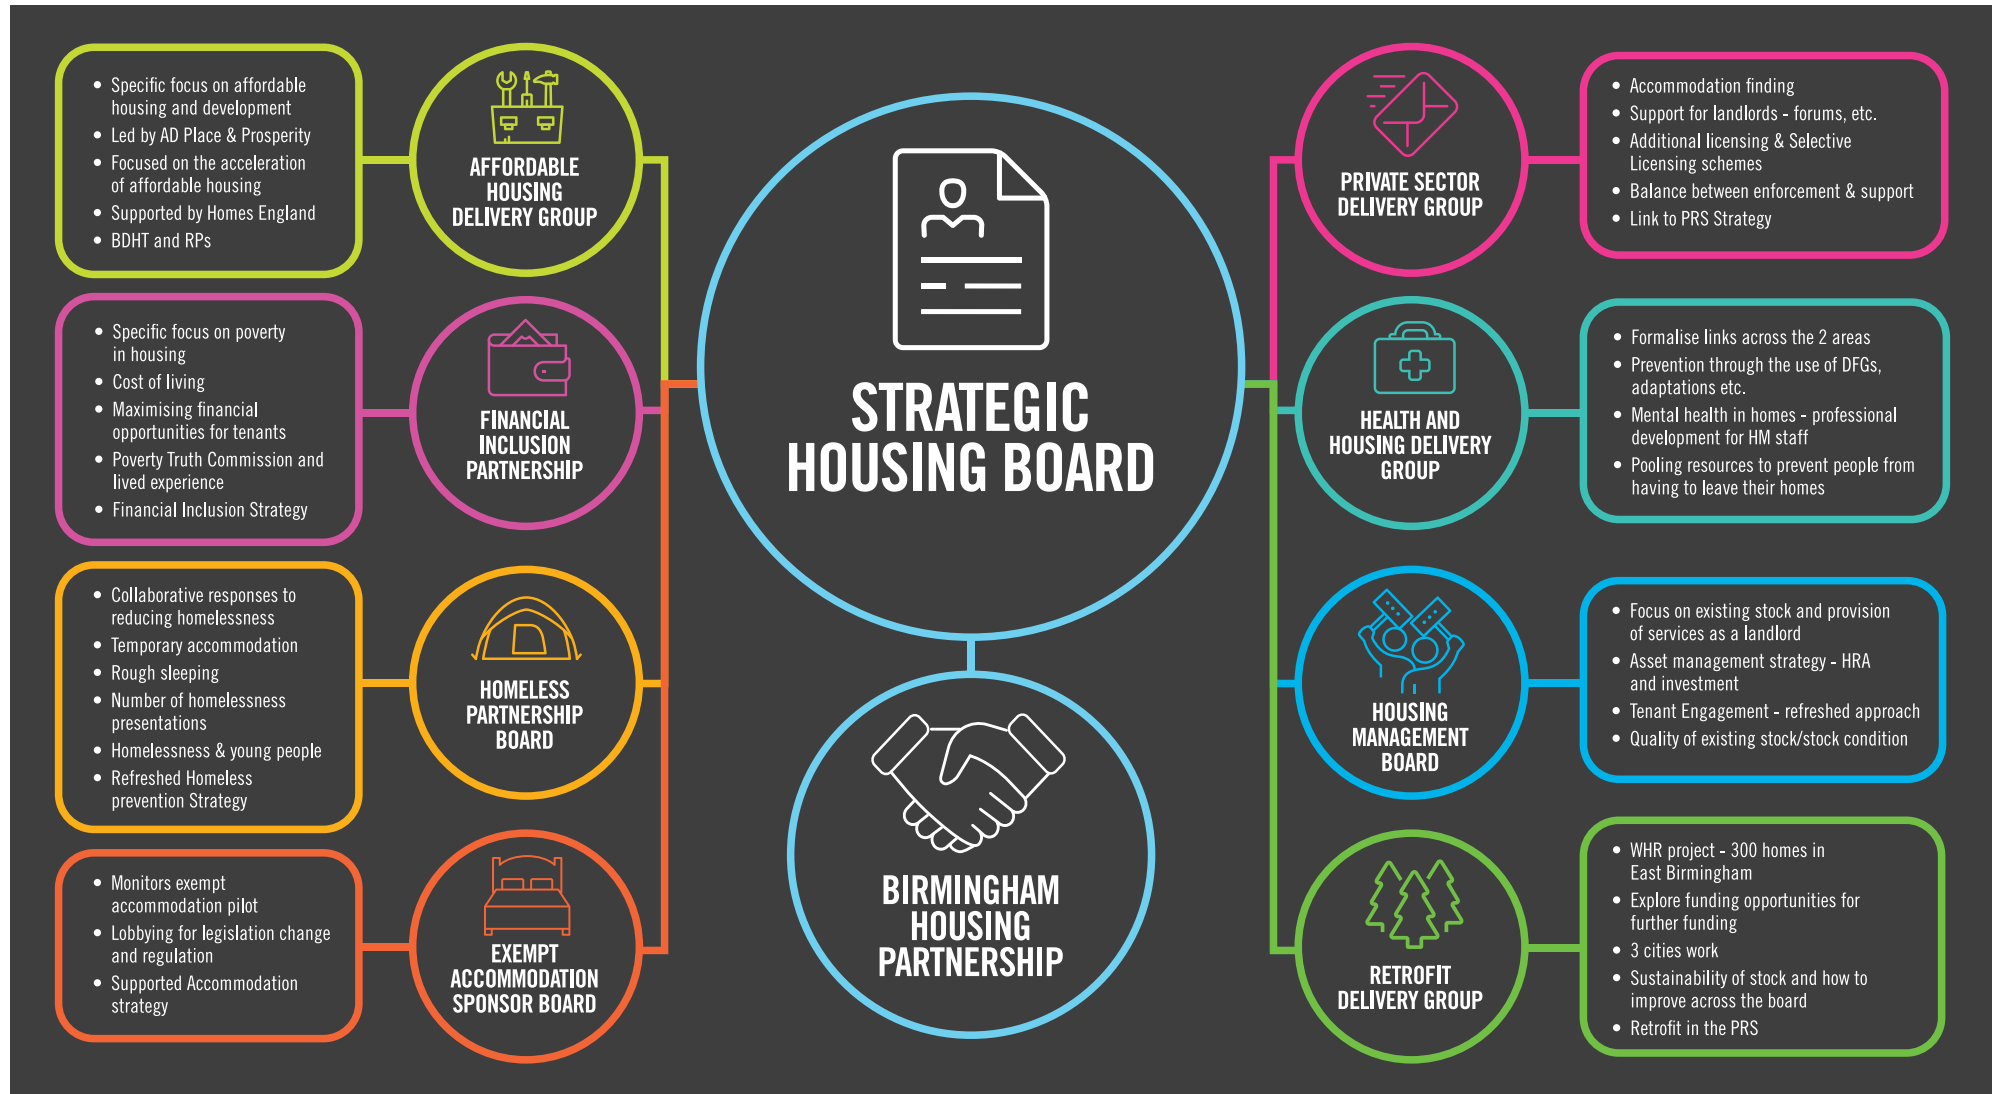 • Specific focus on affordable
housing and development
• Led by AD Place & Prosperity
• Focused on the acceleration
of affordable housing
• Supported by Homes England
• BDHT and RPs
AFFORDABLE
HOUSING
DELIVERY GROUP
• Specific focus on poverty
in housing
• Cost of living
• Maximising financial
opportunities for tenants
• Poverty Truth Commission and
lived experience
• Financial Inclusion Strategy
FINANCIAL
INCLUSION
PARTNERSHIP
• Collaborative responses to
reducing homelessness
• Temporary accommodation
• Rough sleeping
• Number of homelessness
presentations
• Homelessness & young people
• Refreshed Homeless
prevention Strategy
HOMELESS
PARTNERSHIP
BOARD
• Monitors exempt
accommodation pilot
• Lobbying for legislation change
and regulation
• Supported Accommodation
strategy
EXEMPT
ACCOMMODATION
SPONSOR BOARD
STRATEGIC
HOUSING BOARD
BIRMINGHAM
HOUSING
PARTNERSHIP
PRIVATE SECTOR
DELIVERY GROUP
• Accommodation finding
• Support for landlords - forums, etc.
• Additional licensing & Selective
Licensing schemes
• Balance between enforcement & support
• Link to PRS Strategy
HEALTH AND
HOUSING DELIVERY
GROUP
• Formalise links across the 2 areas
• Prevention through the use of DFGs,
adaptations etc.
• Mental health in homes - professional
development for HM staff
• Pooling resources to prevent people from
having to leave their homes
HOUSING
MANAGEMENT
BOARD
• Focus on existing stock and provision
of services as a landlord
• Asset management strategy - HRA
and investment
• Tenant Engagement - refreshed approach
• Quality of existing stock/stock condition
RETROFIT
DELIVERY GROUP
• WHR project - 300 homes in
East Birmingham
• Explore funding opportunities for
further funding
• 3 cities work
• Sustainability of stock and how to
improve across the board
• Retrofit in the PRS